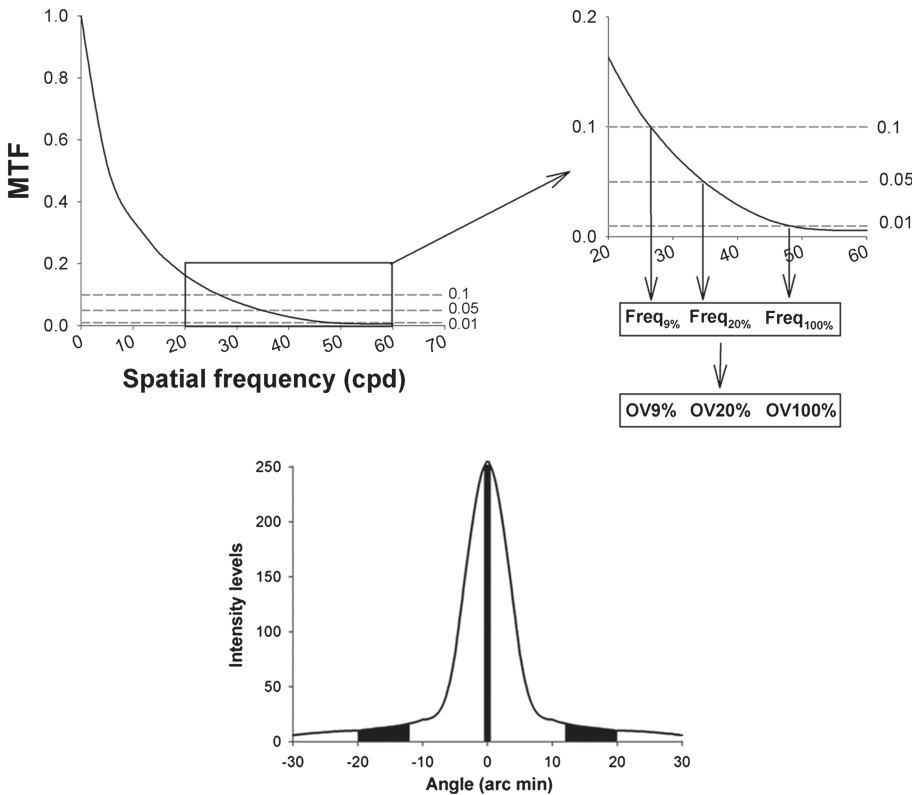 1.0
0.8
0.6
0.4
0.2
0.0
MTF
0.1
0.05
0.01
0 10 20 30 40 50 60 70
Spatial frequency (cpd)
0.2
0.1
0.0
0.1
0.05
0.01
20 30 40 50 60
Freq9% Freq20% Freq100%
OV9% OV20% OV100%
250
200
150
100
50
0
Intensity levels
-30 -20 -10 0 10 20 30
Angle (arc min)